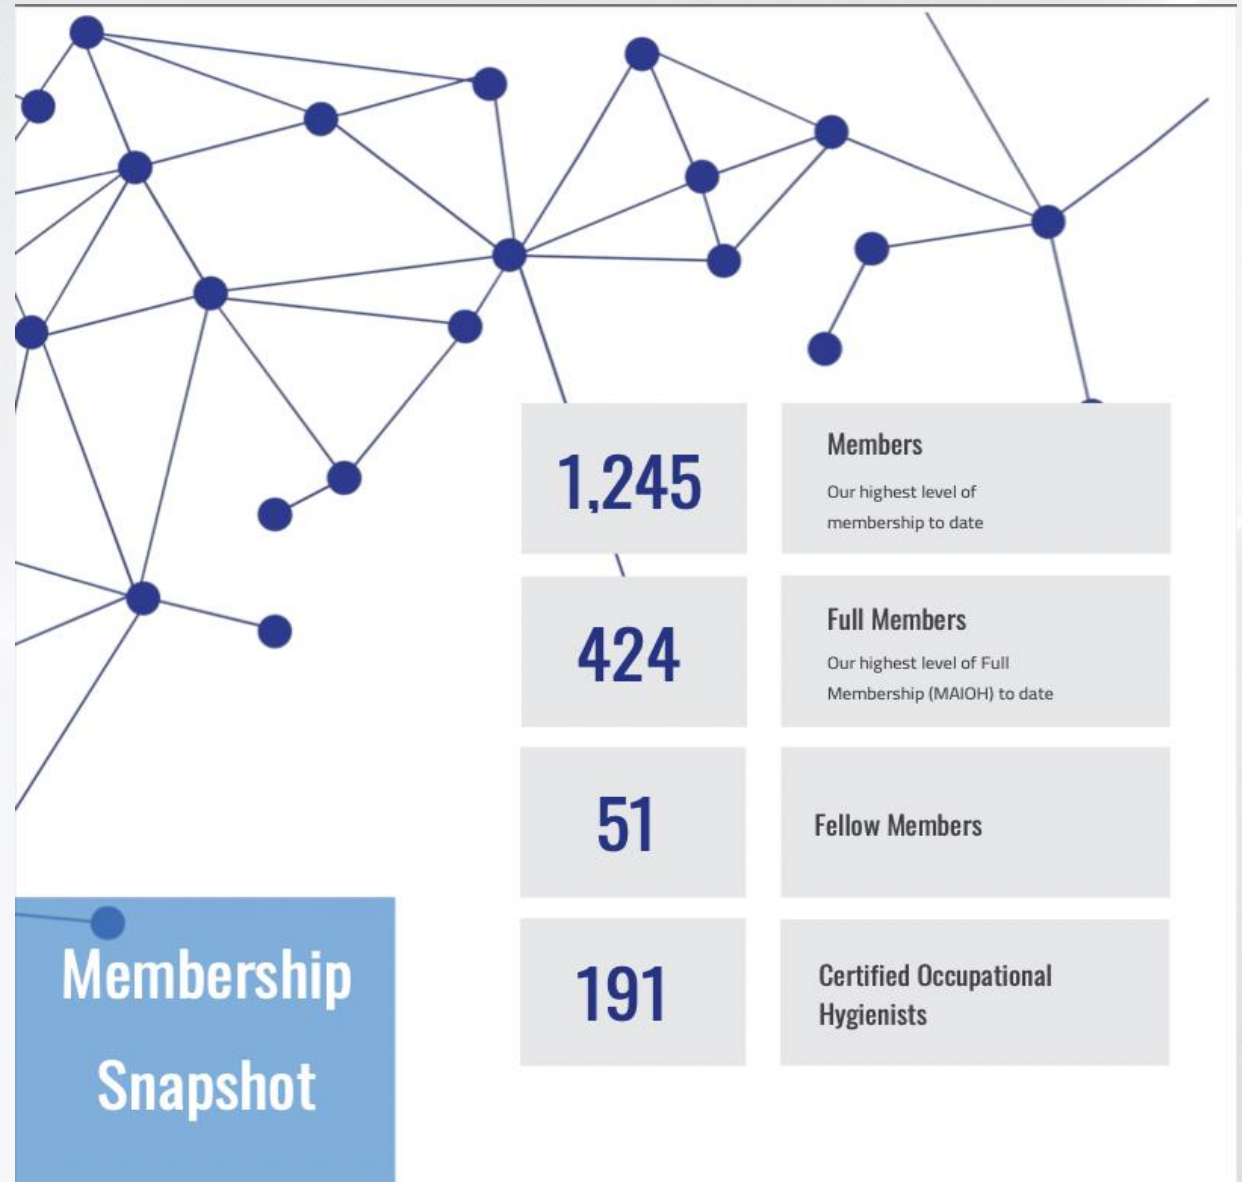 1,245
Members
Our highest level of
membership to date
424
Full Members
Our highest level of Full
Membership (MAIOH) to date
51
Fellow Members
191
Certified Occupational
Hygienists
Membership
Snapshot